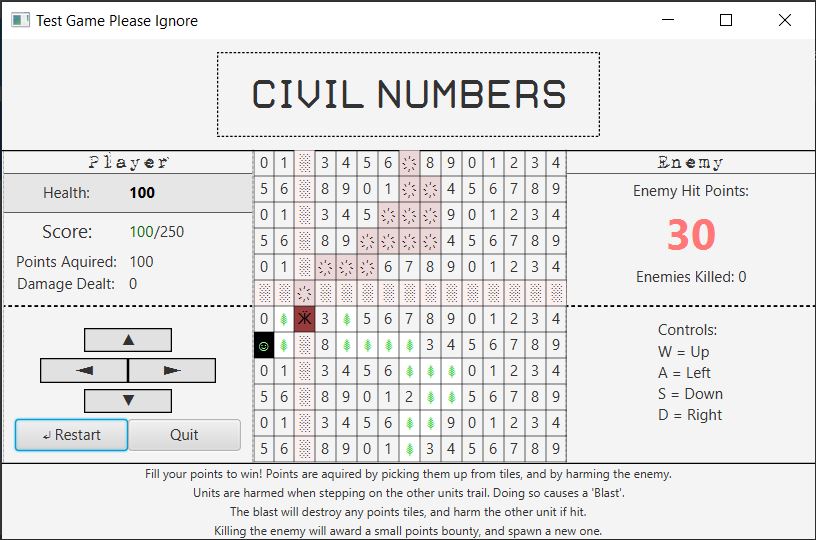 Test Game Please Ignore
CIVIL NUMBERS
Player
Health: 100
Score: 100/250
Points Aquired: 100
Damage Dealt: 0
▲
◄ ►
▼
↲ Restart Quit
0 1 3 4 5 6 8 9 0 1 2 3 4
5 6 8 9 0 1 4 5 6 7 8 9
0 1 3 4 5 9 0 1 2 3 4
5 6 8 9 4 5 6 7 8 9
0 1 6 7 8 9 0 1 2 3 4
0 Ж 3 5 6 7 8 9 0 1 2 3 4
☺ 8 3 4 5 6 7 8 9
0 1 3 4 5 6 0 1 2 3 4
5 6 8 9 0 1 2 5 6 7 8 9
0 1 3 4 5 6 9 0 1 2 3 4
5 6 8 9 0 1 3 4 5 6 7 8 9
Enemy
Enemy Hit Points:
30
Enemies Killed: 0
Controls:
W = Up
A = Left
S = Down
D = Right
Fill your points to win! Points are aquired by picking them up from tiles, and by harming the enemy.
Units are harmed when stepping on the other units trail. Doing so causes a 'Blast'.
The blast will destroy any points tiles, and harm the other unit if hit.
Killing the enemy will award a small points bounty, and spawn a new one.